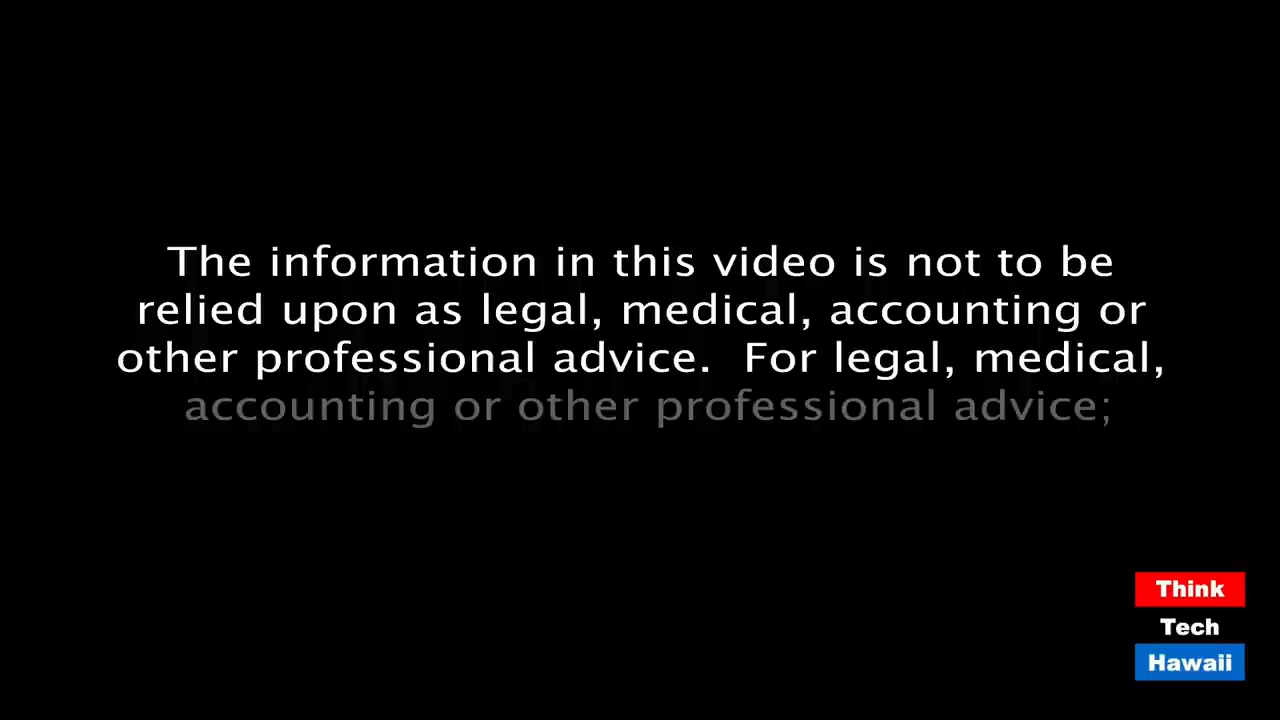 The information in this video is not to be
relied upon as legal, medical, accounting or
other professional advice.  For legal, medical,
accounting or other professional advice;
Think
Tech
Hawaii